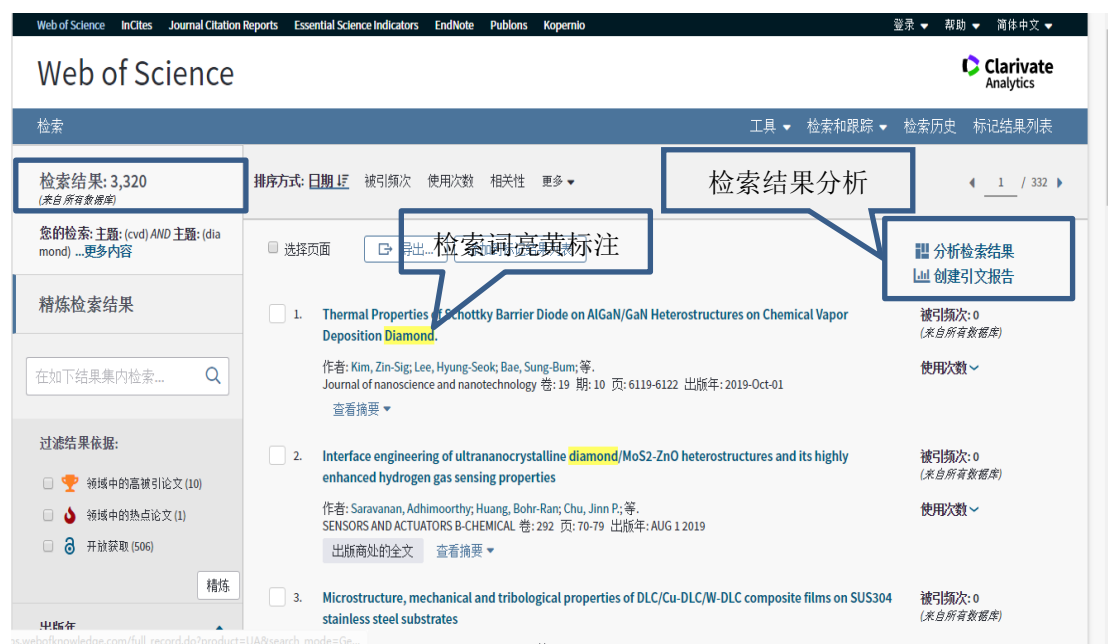 Web of Science InCites Journal Citation Reports Essential Science Indicators EndNote Publons Kopernio 登录 帮助 简体中文
Web of Science
Clarivate
Analytics
检索 工具 检索和跟踪 检索历史 标记结果列表
检索结果: 3,320
(来自所有数据库)
您的检索: 主题: (cvd) AND 主题: (dia
mond) ...更多内容
精炼检索结果
在如下结果集内检索...
过滤结果依据:
领域中的高被引论文 (10)
领域中的热点论文 (1)
开放获取 (506)
精炼
出版年
排序方式: 日期 被引频次 使用次数 相关性 更多
检索结果分析
1 / 332
选择页面
导出...
检索词亮黄标注
分析检索结果
创建引文报告
1. Thermal Properties of Schottky Barrier Diode on AlGaN/GaN Heterostructures on Chemical Vapor
Deposition Diamond.
作者: Kim, Zin-Sig; Lee, Hyung-Seok; Bae, Sung-Bum; 等.
Journal of nanoscience and nanotechnology 卷: 19 期: 10 页: 6119-6122 出版年: 2019-Oct-01
查看摘要
被引频次: 0
(来自所有数据库)
使用次数
2. Interface engineering of ultrananocrystalline diamond/MoS2-ZnO heterostructures and its highly
enhanced hydrogen gas sensing properties
作者: Saravanan, Adhimoorthy; Huang, Bohr-Ran; Chu, Jinn P.; 等.
SENSORS AND ACTUATORS B-CHEMICAL 卷: 292 页: 70-79 出版年: AUG 1 2019
出版商处的全文 查看摘要
被引频次: 0
(来自所有数据库)
使用次数
3. Microstructure, mechanical and tribological properties of DLC/Cu-DLC/W-DLC composite films on SUS304
stainless steel substrates
被引频次: 0
(来自所有数据库)